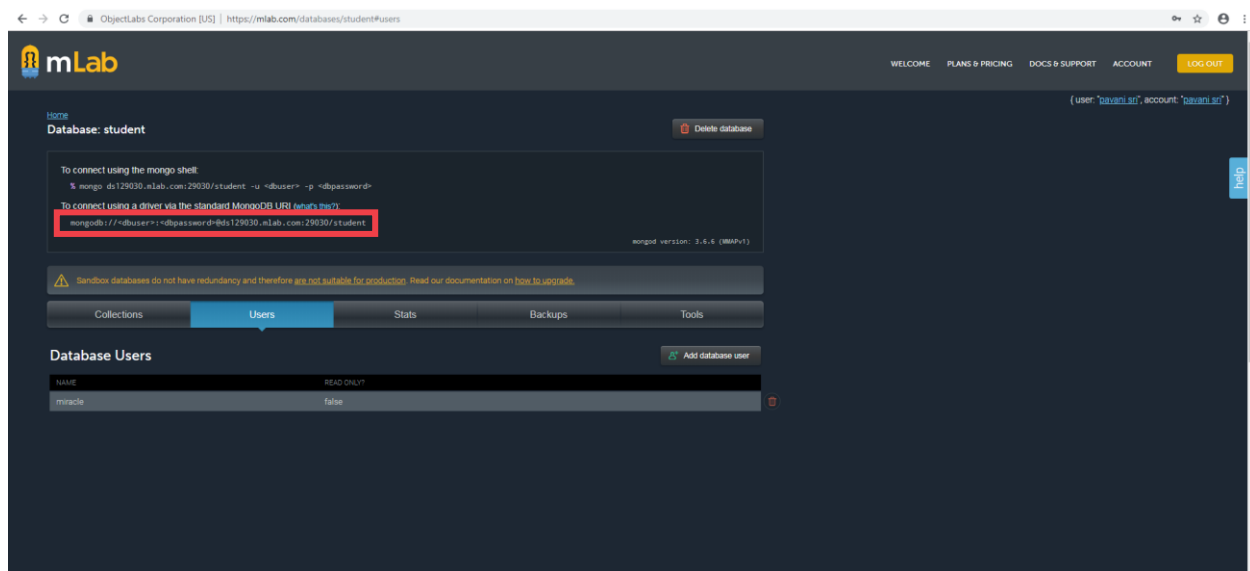 ObjectLabs Corporation [US] | https://mlab.com/databases/student#users
mLab
WELCOME PLANS & PRICING DOCS & SUPPORT ACCOUNT LOG OUT
{ user: "pavani sri", account: "pavani sri" }
Home
Database: student
Delete database
help
To connect using the mongo shell:
% mongo ds129030.mlab.com:29030/student -u <dbuser> -p <dbpassword>
To connect using a driver via the standard MongoDB URI (what's this?):
mongodb://<dbuser>:<dbpassword>@ds129030.mlab.com:29030/student
mongod version: 3.6.6 (MMAPv1)
Sandbox databases do not have redundancy and therefore are not suitable for production. Read our documentation on how to upgrade.
Collections Users Stats Backups Tools
Database Users
Add database user
NAME READ ONLY?
miracle false